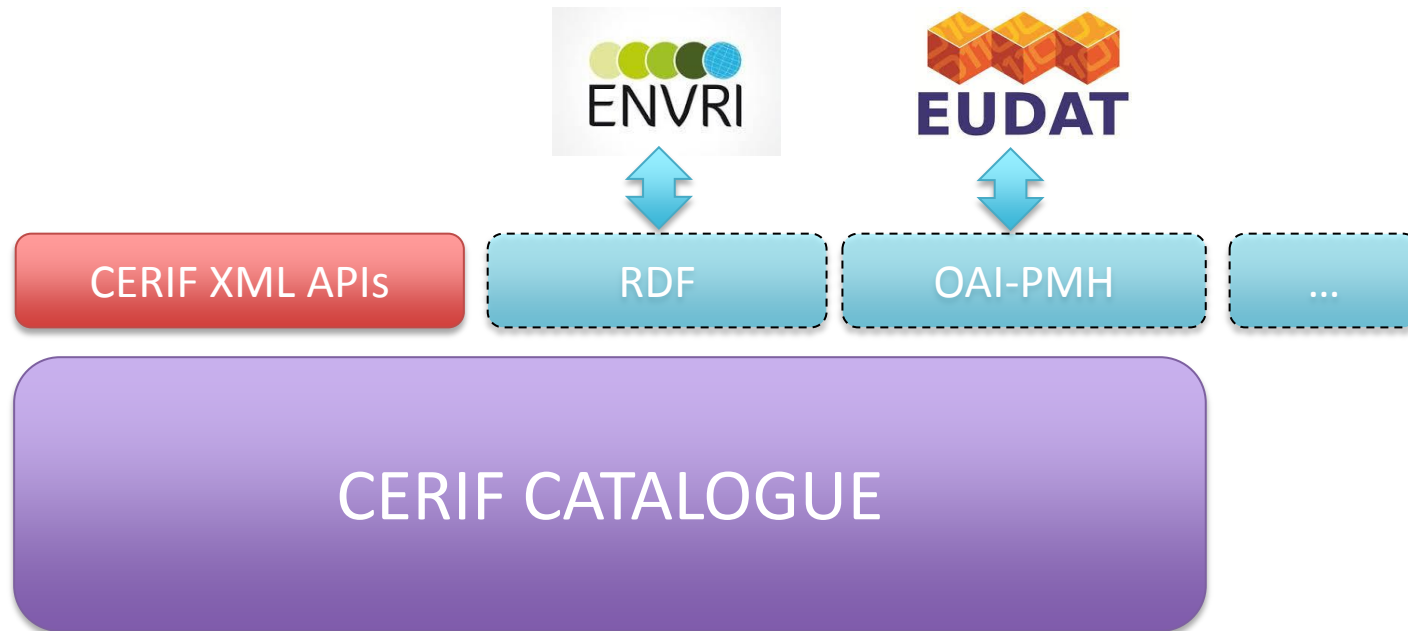 ENVRI
EUDAT
CERIF XML APIs
RDF
OAI-PMH
...
CERIF CATALOGUE